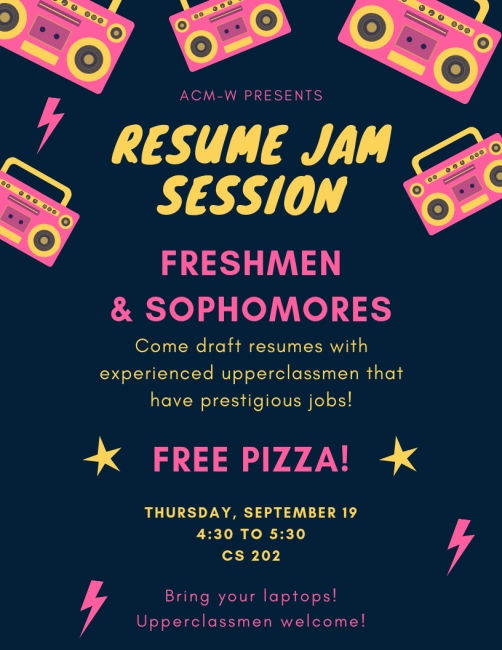 ACM-W PRESENTS
RESUME JAM
SESSION
FRESHMEN
& SOPHOMORES
Come draft resumes with
experienced upperclassmen that
have prestigious jobs!
FREE PIZZA!
THURSDAY, SEPTEMBER 19
4:30 TO 5:30
CS 202
Bring your laptops!
Upperclassmen welcome!